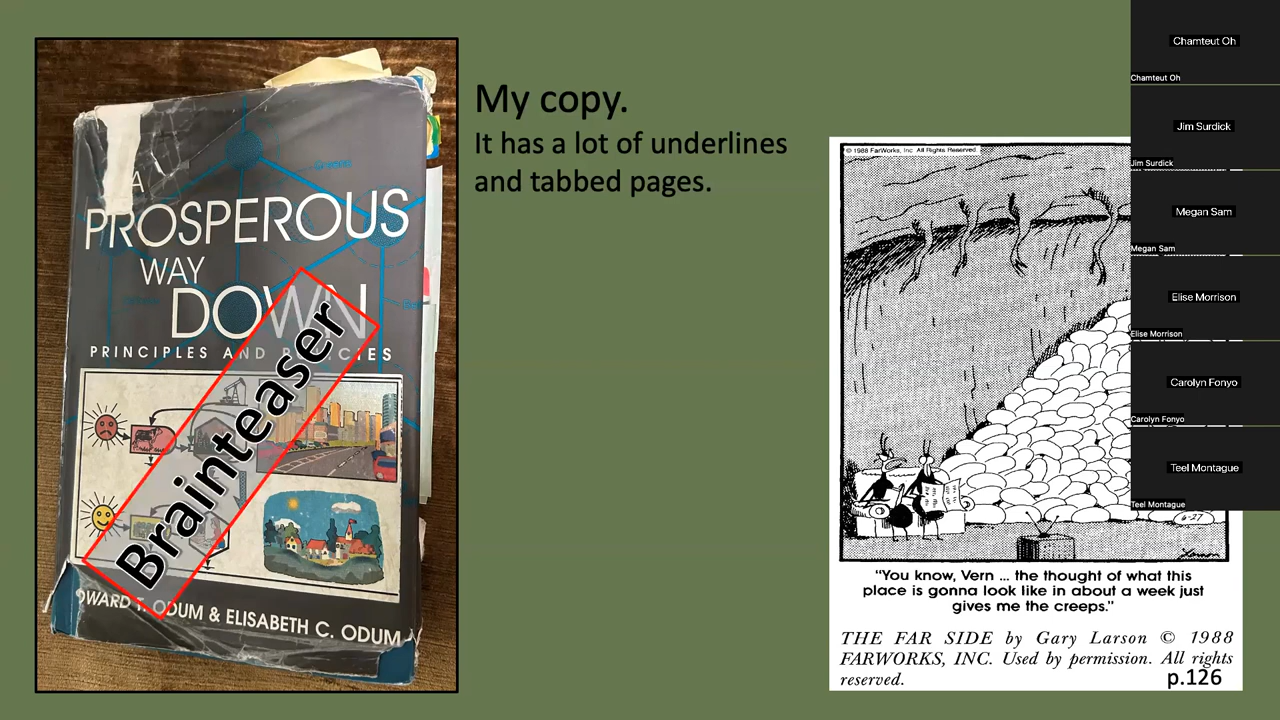 A
PROSPEROUS
WAY
DOWN
PRINCIPLES AND
Brainteaser
ODUM & ELISABETH C. ODUM
My copy.
It has a lot of underlines
and tabbed pages.
© 1988 FarWorks, Inc. All Rights Reserved.
"You know, Vern ... the thought of what this
place is gonna look like in about a week just
gives me the creeps."
THE FAR SIDE by Gary Larson © 1988
FARWORKS, INC. Used by permission. All rights
reserved.
p.126
Chamteut Oh
Chamteut Oh
Jim Surdick
Jim Surdick
Megan Sam
Megan Sam
Elise Morrison
Elise Morrison
Carolyn Fonyo
Carolyn Fonyo
Teel Montague
Teel Montague